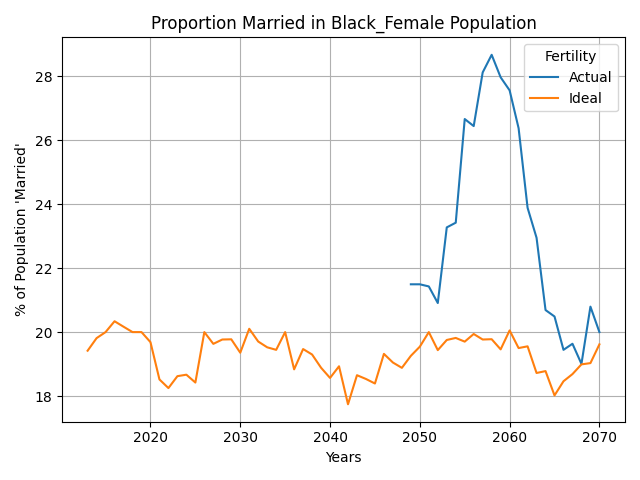 Proportion Married in Black_Female Population
% of Population 'Married'
28
26
24
22
20
18
2020 2030 2040 2050 2060 2070
Years
Fertility
Actual
Ideal